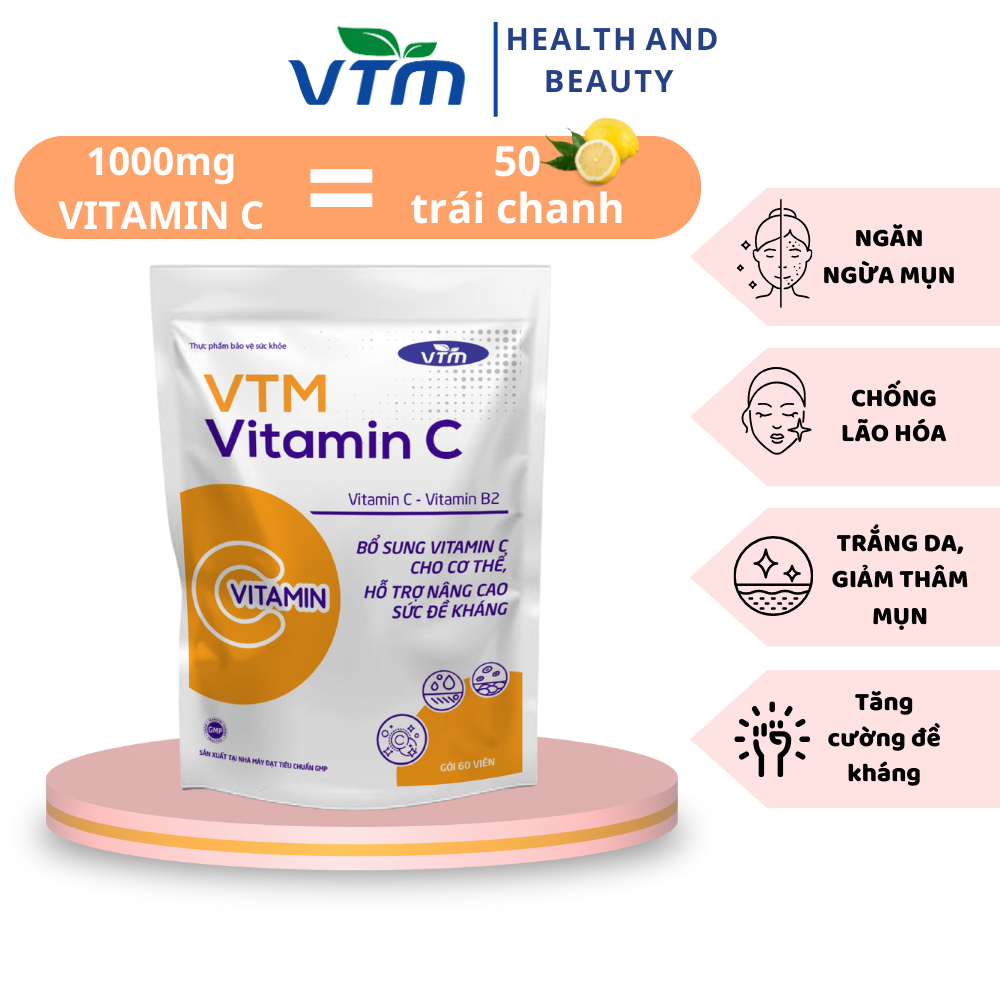 VTM
HEALTH AND
BEAUTY
1000mg
VITAMIN C
=
50
trái chanh
NGĂN
NGỪA MỤN
CHỐNG
LÃO HÓA
TRẮNG DA,
GIẢM THÂM
MỤN
Tăng
cường đề
kháng
Thực phẩm bảo vệ sức khỏe
VTM
VTM
Vitamin C
Vitamin C - Vitamin B2
BỔ SUNG VITAMIN C
CHO CƠ THỂ,
HỖ TRỢ NÂNG CAO
SỨC ĐỀ KHÁNG
C
VITAMIN
C
GMP
SẢN XUẤT TẠI NHÀ MÁY ĐẠT TIÊU CHUẨN GMP
GÓI 60 VIÊN